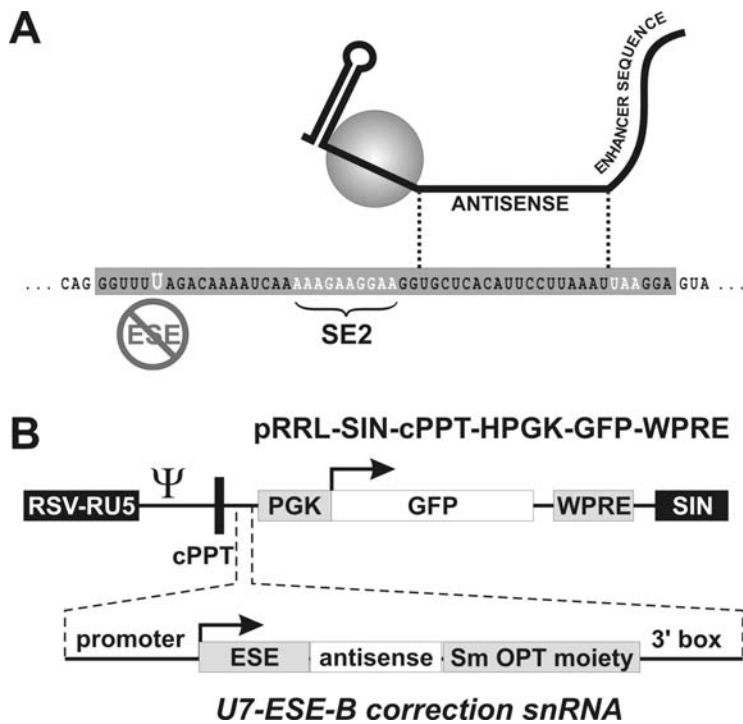 A
ENHANCER SEQUENCE
ANTISENSE
... CAG GGUUUUAGACAAAAUCAAAAAGAAGGAAGGUGCUCACAUUCCUUAAAUUAAGGA GUA ...
ESE
SE2
B
pRRL-SIN-cPPT-HPGK-GFP-WPRE
Ψ
RSV-RU5 PGK GFP WPRE SIN
cPPT
promoter ESE antisense Sm OPT moiety 3' box
U7-ESE-B correction snRNA